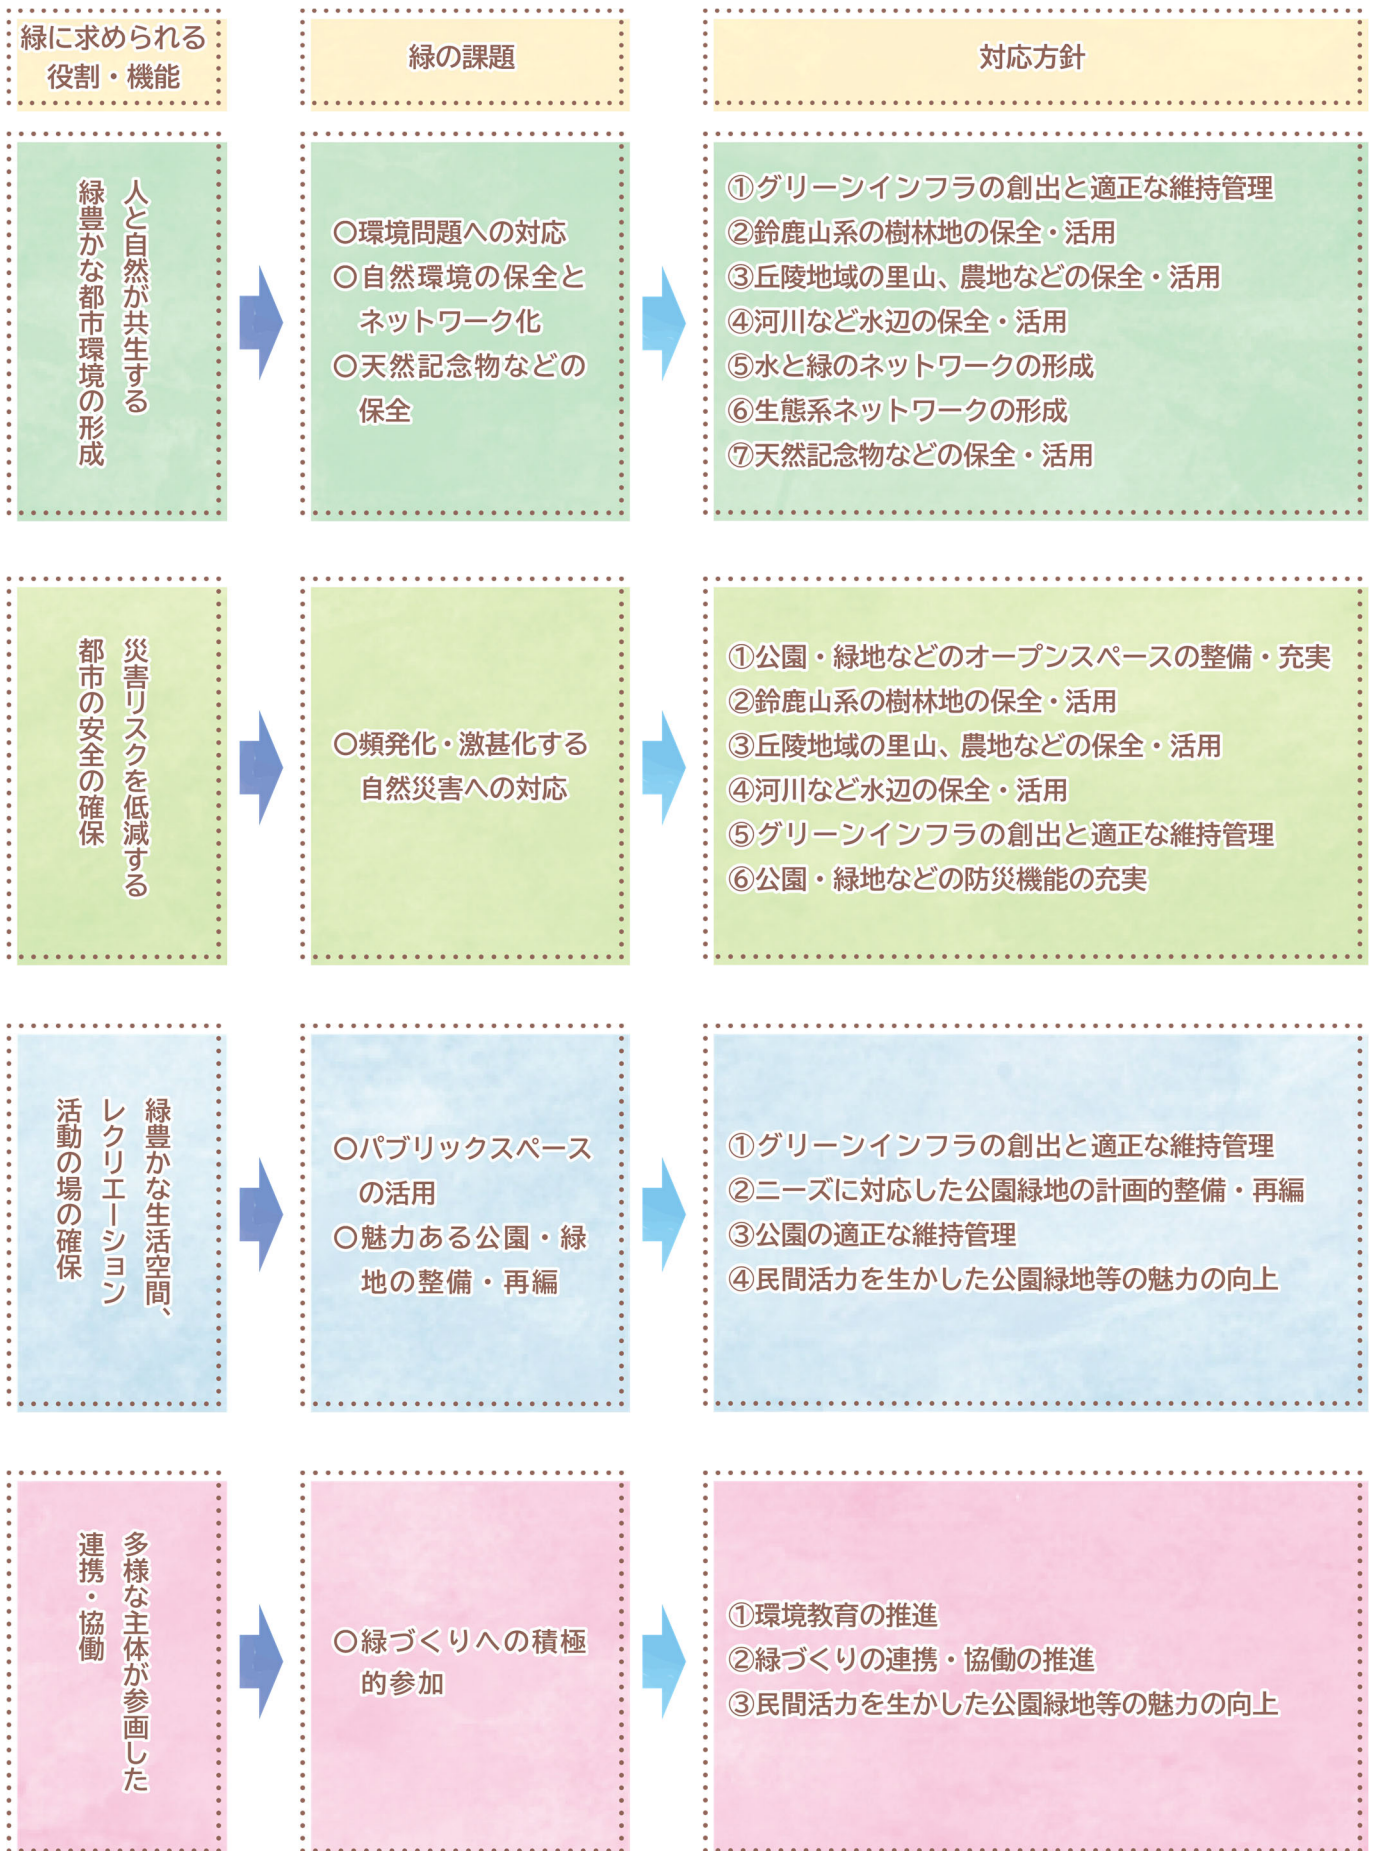 緑に求められる
役割・機能
緑の課題
対応方針
人と自然が共生する
緑豊かな都市環境の形成
○環境問題への対応
○自然環境の保全と
ネットワーク化
○天然記念物などの
保全
①グリーンインフラの創出と適正な維持管理
②鈴鹿山系の樹林地の保全・活用
③丘陵地域の里山、農地などの保全・活用
④河川など水辺の保全・活用
⑤水と緑のネットワークの形成
⑥生態系ネットワークの形成
⑦天然記念物などの保全・活用
災害リスクを低減する
都市の安全の確保
○頻発化・激甚化する
自然災害への対応
①公園・緑地などのオープンスペースの整備・充実
②鈴鹿山系の樹林地の保全・活用
③丘陵地域の里山、農地などの保全・活用
④河川など水辺の保全・活用
⑤グリーンインフラの創出と適正な維持管理
⑥公園・緑地などの防災機能の充実
緑豊かな生活空間、
レクリエーション
活動の場の確保
○パブリックスペース
の活用
○魅力ある公園・緑
地の整備・再編
①グリーンインフラの創出と適正な維持管理
②ニーズに対応した公園緑地の計画的整備・再編
③公園の適正な維持管理
④民間活力を生かした公園緑地等の魅力の向上
多様な主体が参画した
連携・協働
○緑づくりへの積極
的参加
①環境教育の推進
②緑づくりの連携・協働の推進
③民間活力を生かした公園緑地等の魅力の向上